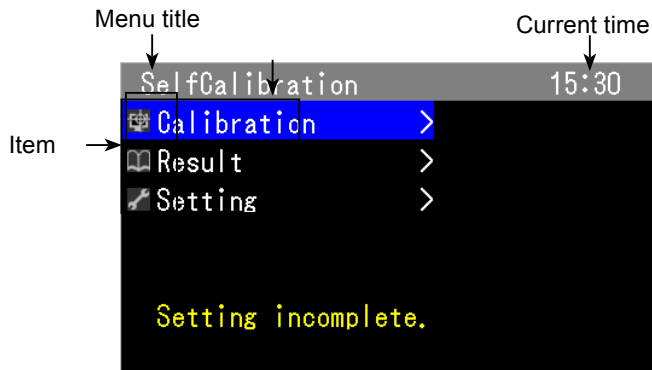 Menu title
Current time
SelfCalibration 15:30
Item
Calibration >
Result >
Setting >
Setting incomplete.